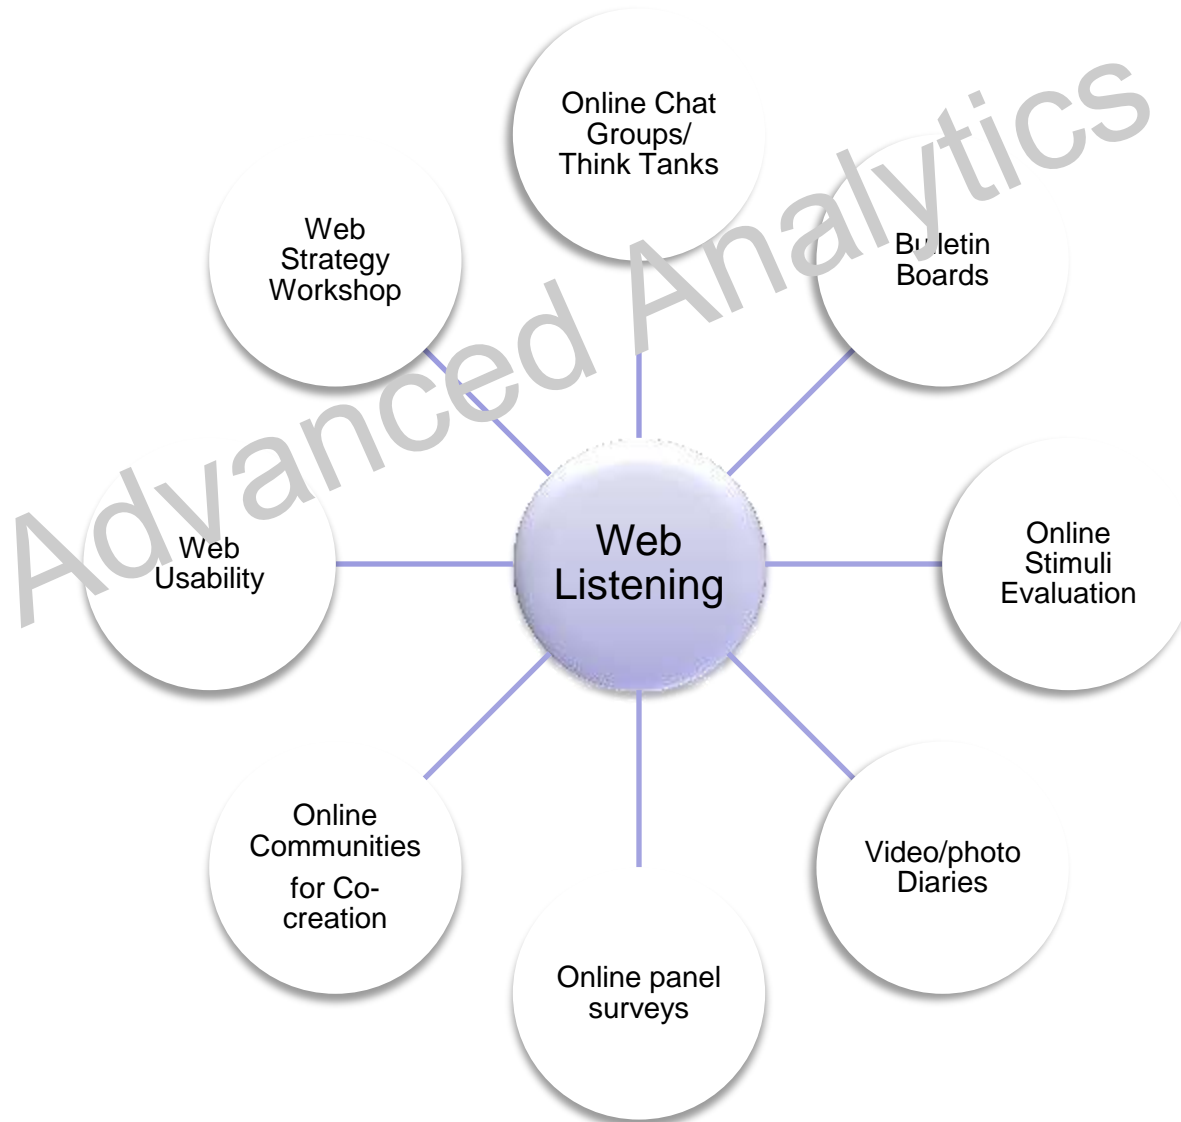 Online Chat
Groups/
Think Tanks
Bulletin
Boards
Web
Strategy
Workshop
Advanced Analytics
Online
Stimuli
Evaluation
Web
Listening
Web
Usability
Online
Communities
for Co-
creation
Video/photo
Diaries
Online panel
surveys